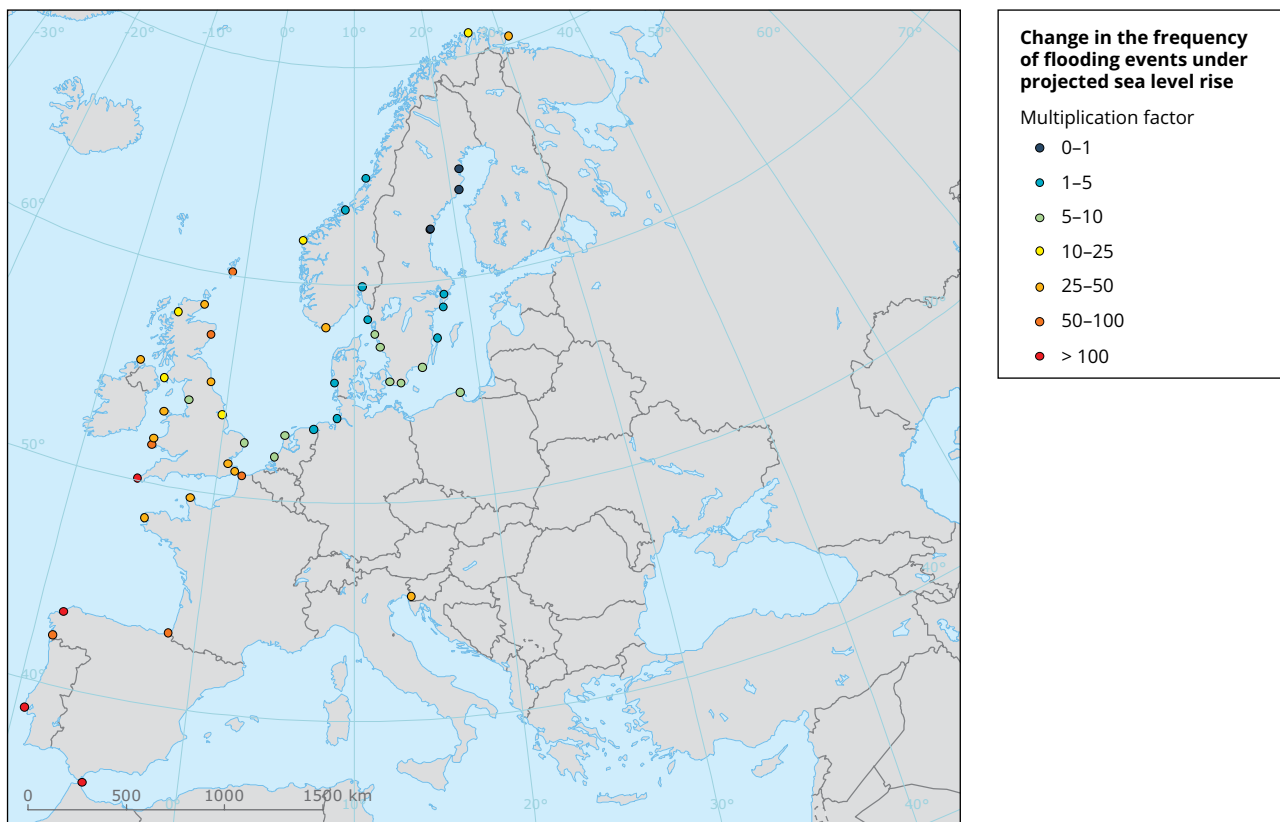 -30° -20° -10° 0° 10° 20° 30° 40° 50° 60° 70°
60°
50°
50°
40°
40°
0 500 1000 1500 km
0° 10° 20° 30° 40°
Change in the frequency
of flooding events under
projected sea level rise
Multiplication factor
0–1
1–5
5–10
10–25
25–50
50–100
> 100